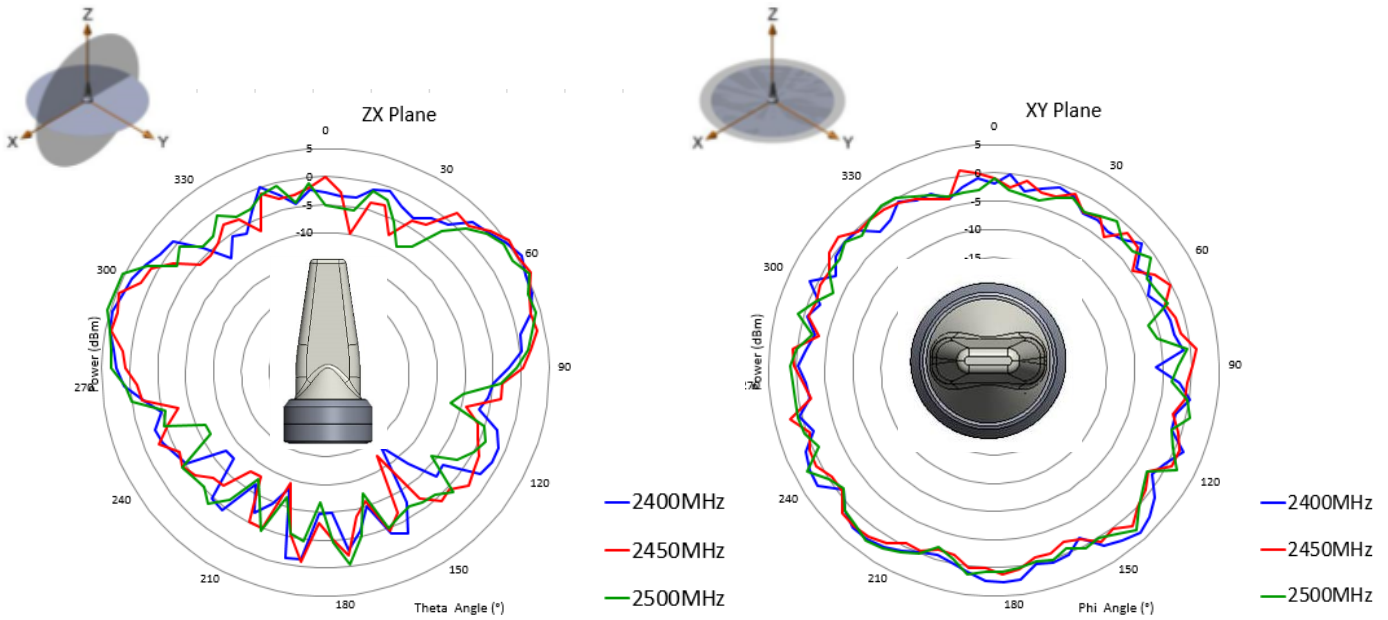 Z
X
Y
ZX Plane
0
5
0
-5
-10
30
60
90
120
150
180
210
240
270
300
330
Power (dBm)
Theta Angle (°)
2400MHz
2450MHz
2500MHz
Z
X
Y
XY Plane
0
5
0
-5
-10
-15
30
60
90
120
150
180
210
240
300
330
Power (dBm)
Phi Angle (°)
2400MHz
2450MHz
2500MHz